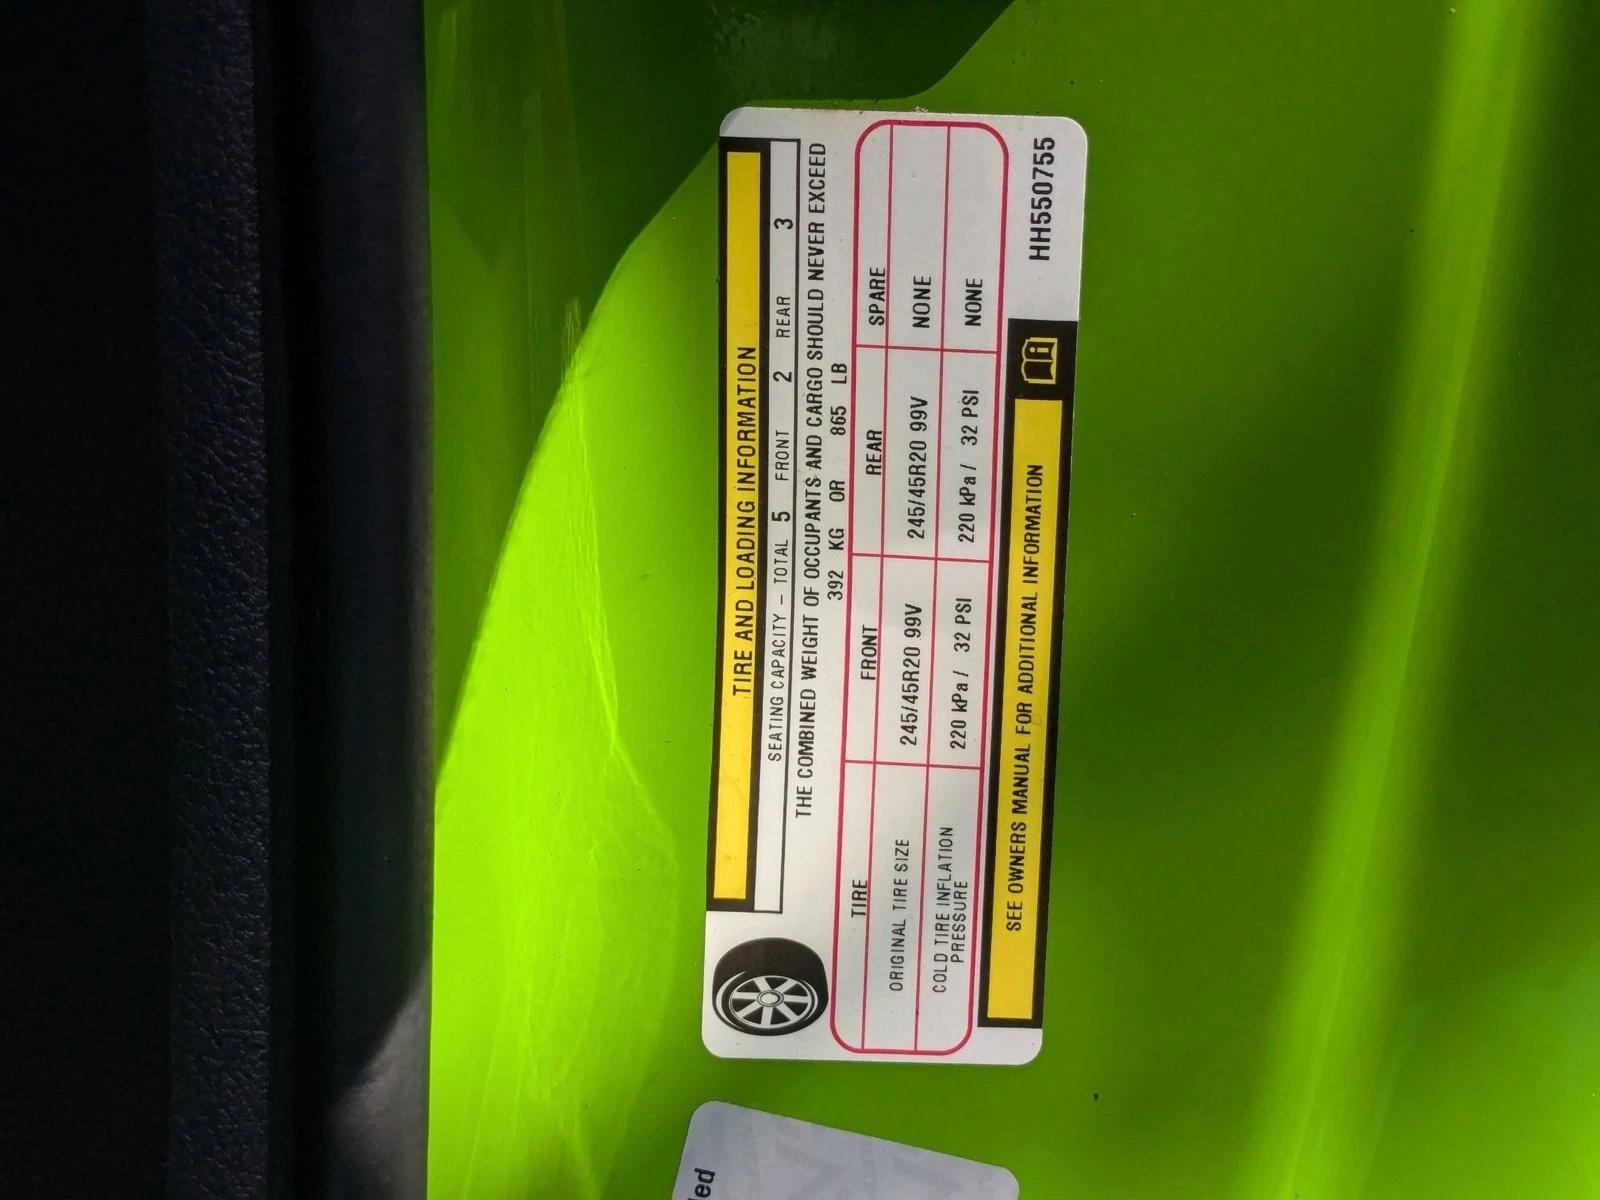 TIRE AND LOADING INFORMATION
SEATING CAPACITY – TOTAL 5 FRONT 2 REAR 3
THE COMBINED WEIGHT OF OCCUPANTS AND CARGO SHOULD NEVER EXCEED
392 KG OR 865 LB
TIRE FRONT REAR SPARE
ORIGINAL TIRE SIZE 245/45R20 99V 245/45R20 99V NONE
COLD TIRE INFLATION 220 kPa / 32 PSI 220 kPa / 32 PSI NONE
PRESSURE
SEE OWNERS MANUAL FOR ADDITIONAL INFORMATION
HH550755
ed